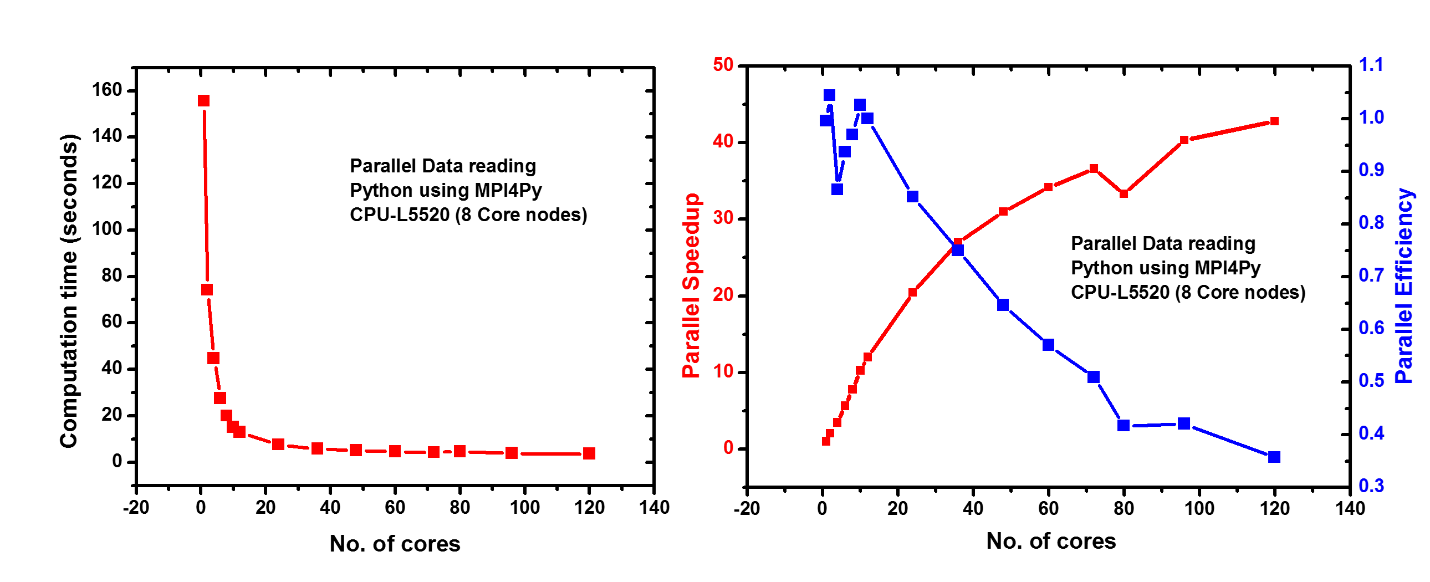 160
140
120
100
80
60
40
20
0
Computation time (seconds)
Parallel Data reading
Python using MPI4Py
CPU-L5520 (8 Core nodes)
-20 0 20 40 60 80 100 120 140
No. of cores
50
40
30
20
10
0
Parallel Speedup
Parallel Data reading
Python using MPI4Py
CPU-L5520 (8 Core nodes)
1.1
1.0
0.9
0.8
0.7
0.6
0.5
0.4
0.3
Parallel Efficiency
-20 0 20 40 60 80 100 120 140
No. of cores